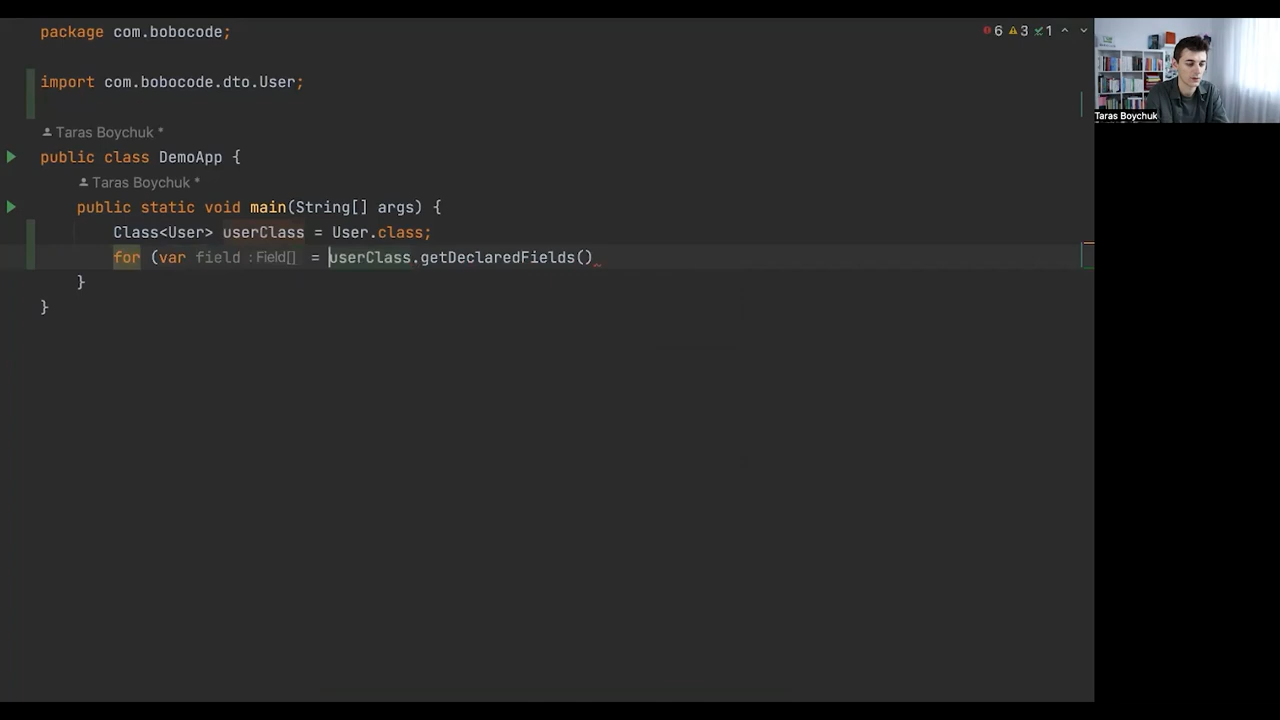 package com.bobocode;
6 3 1
import com.bobocode.dto.User;
Taras Boychuk *
public class DemoApp {
Taras Boychuk *
public static void main(String[] args) {
Class<User> userClass = User.class;
for (var field : Field[] = userClass.getDeclaredFields()
}
}
Taras Boychuk